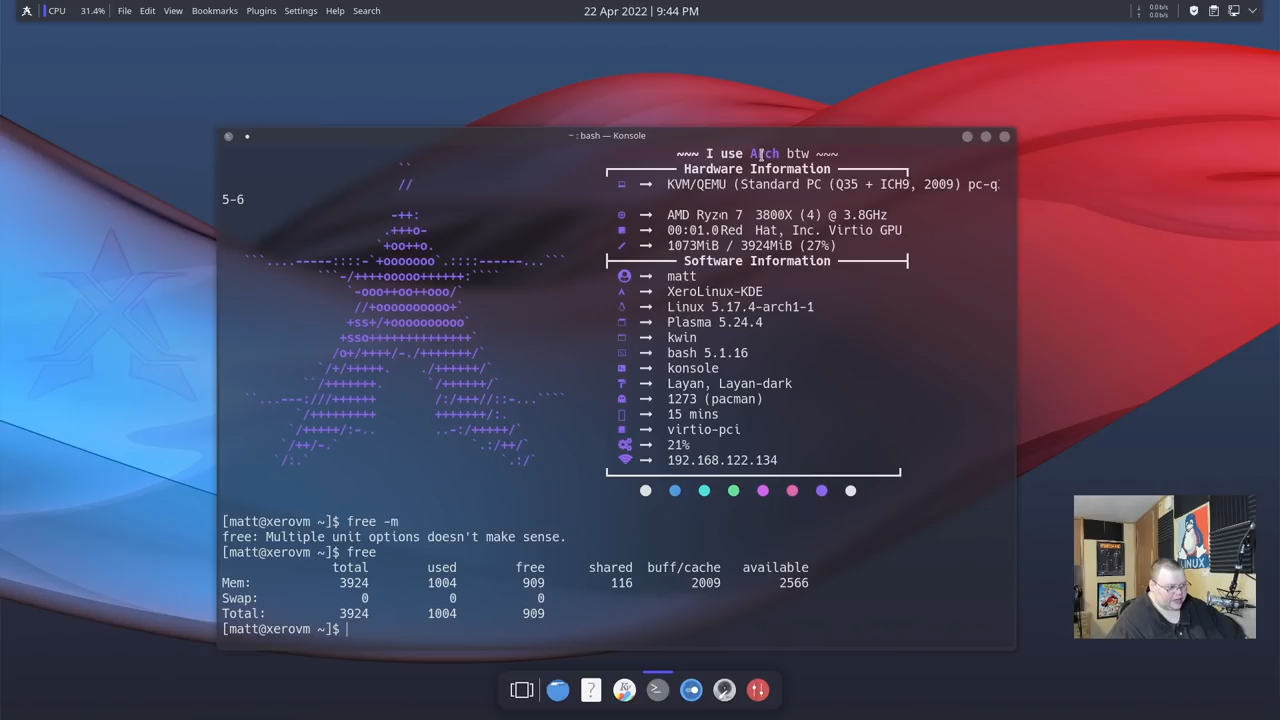 CPU 31.4% File Edit View Bookmarks Plugins Settings Help Search 22 Apr 2022 | 9:44 PM ↓ 0.0 b/s
↑ 0.0 b/s
~ : bash — Konsole
~~~ I use Arch btw ~~~
Hardware Information
KVM/QEMU (Standard PC (Q35 + ICH9, 2009) pc-q
5-6
AMD Ryzen 7 3800X (4) @ 3.8GHz
00:01.0 Red Hat, Inc. Virtio GPU
1073MiB / 3924MiB (27%)
Software Information
matt
XeroLinux-KDE
Linux 5.17.4-arch1-1
Plasma 5.24.4
kwin
bash 5.1.16
konsole
Layan, Layan-dark
1273 (pacman)
15 mins
virtio-pci
21%
192.168.122.134
[matt@xerovm ~]$ free -m
free: Multiple unit options doesn't make sense.
[matt@xerovm ~]$ free
total used free shared buff/cache available
Mem: 3924 1004 909 116 2009 2566
Swap: 0 0 0
Total: 3924 1004 909
[matt@xerovm ~]$
LINUX